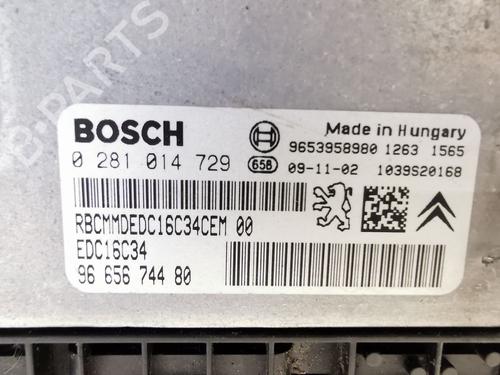 B-PARTS
BOSCH
Made in Hungary
9653958980 1263 1565
0 281 014 729 658 09-11-02 1039S20168
RBCMMDEDC16C34CEM 00
EDC16C34
96 656 744 80